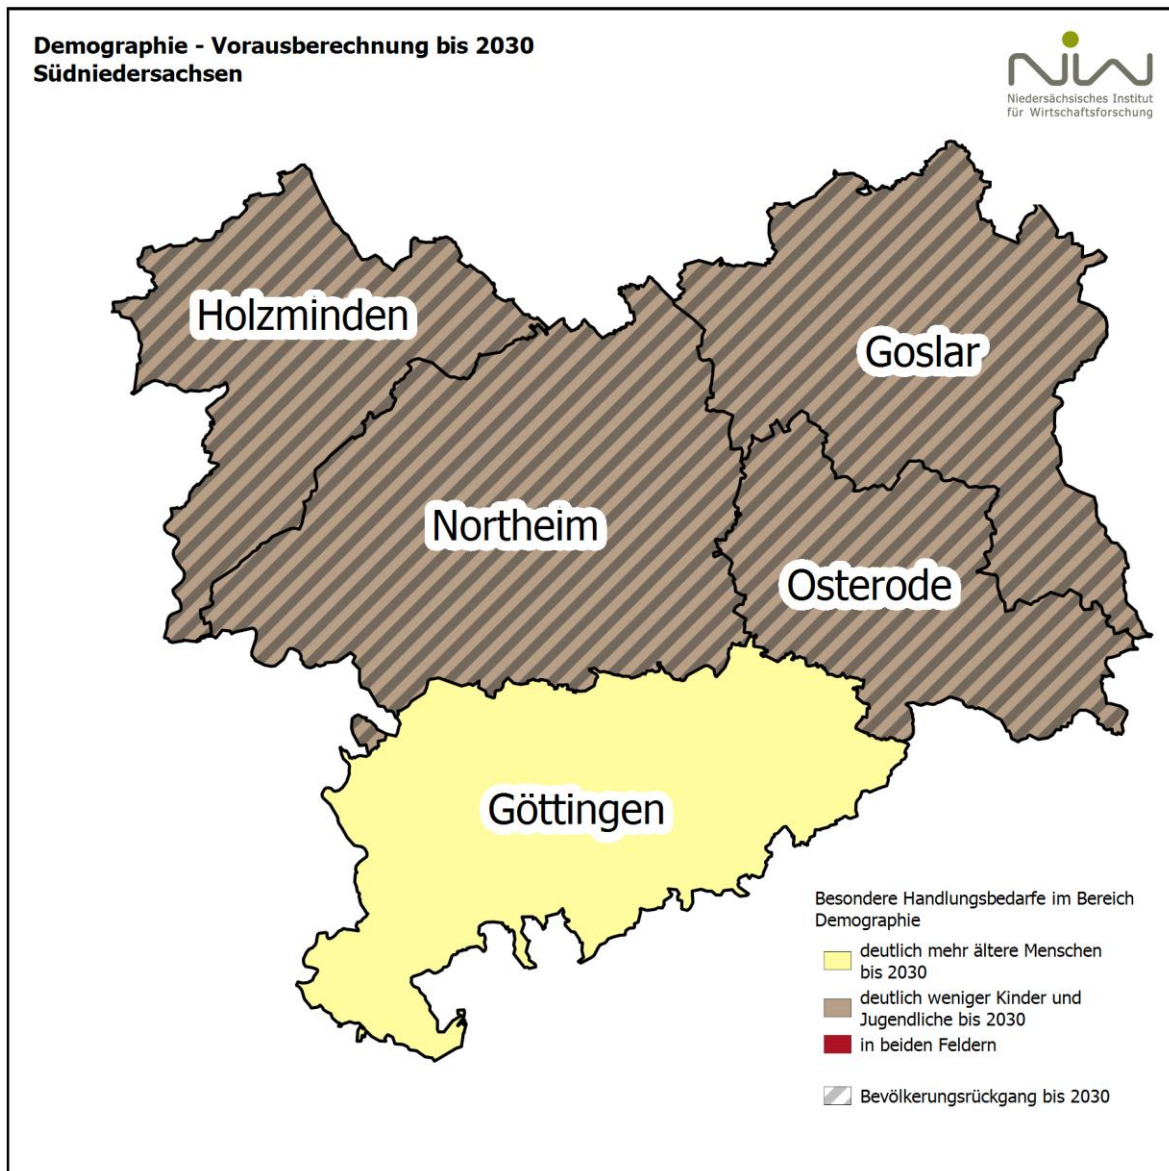 Demographie - Vorausberechnung bis 2030
Südniedersachsen
NIW
Niedersächsisches Institut
für Wirtschaftsforschung
Holzminden
Goslar
Northeim
Osterode
Göttingen
Besondere Handlungsbedarfe im Bereich
Demographie
deutlich mehr ältere Menschen
bis 2030
deutlich weniger Kinder und
Jugendliche bis 2030
in beiden Feldern
Bevölkerungsrückgang bis 2030